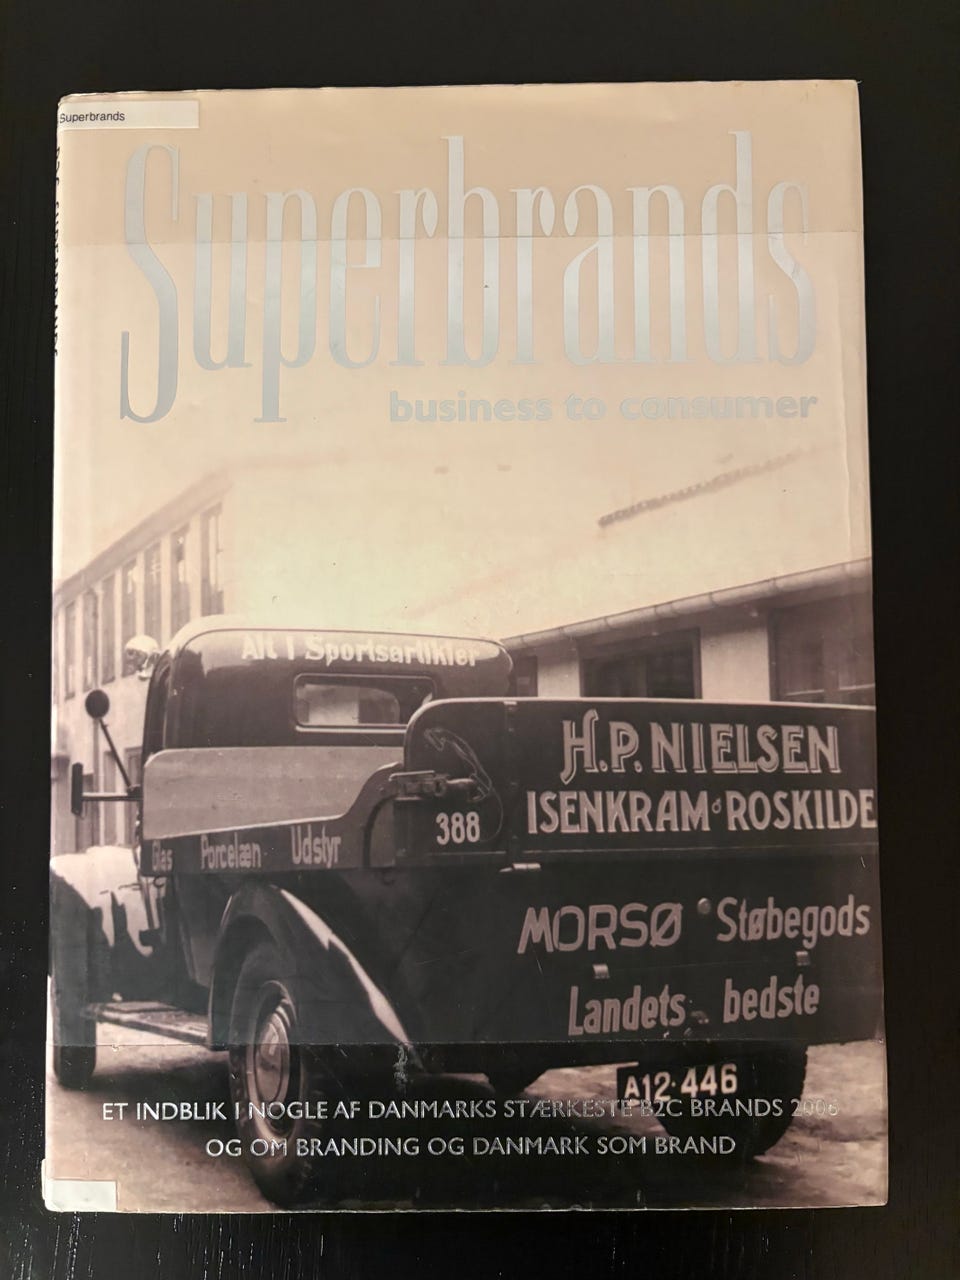 Superbrands
Superbrands
business to consumer
Alt i Sportsartikler
H.P. NIELSEN
ISENKRAM ROSKILDE
388
Glas Porcelæn Udstyr
MORSØ Støbegods
Landets bedste
A12·446
ET INDBLIK I NOGLE AF DANMARKS STÆRKESTE B2C BRANDS 2006
OG OM BRANDING OG DANMARK SOM BRAND